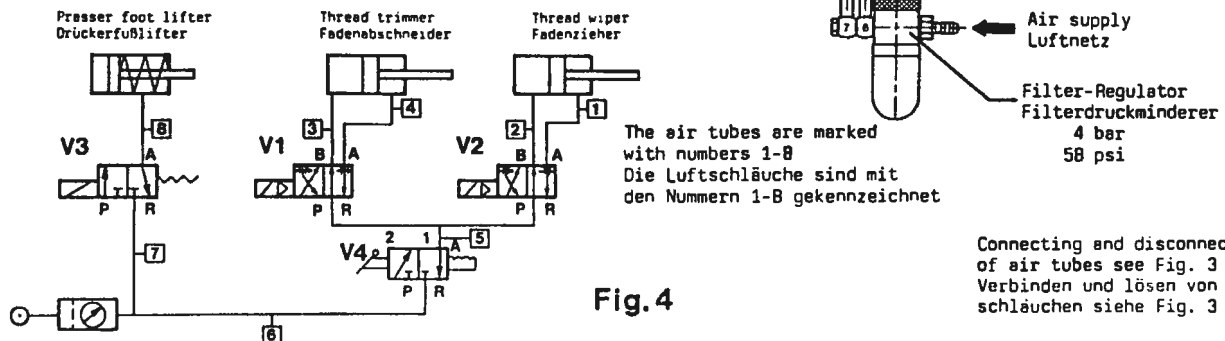 Presser foot lifter
Drückerfußlifter
Thread trimmer
Fadenabschneider
Thread wiper
Fadenzieher
7 6
Air supply
Luftnetz
Filter-Regulator
Filterdruckminderer
4 bar
58 psi
The air tubes are marked
with numbers 1-8
Die Luftschläuche sind mit
den Nummern 1-8 gekennzeichnet
8
V3
A
P R
7
3
4
V1
B A
P R
2
1
V2
B A
P R
2 1
5
V4
A
P R
6
Fig. 4
Connecting and disconnec
of air tubes see Fig. 3
Verbinden und lösen von
schläuchen siehe Fig. 3